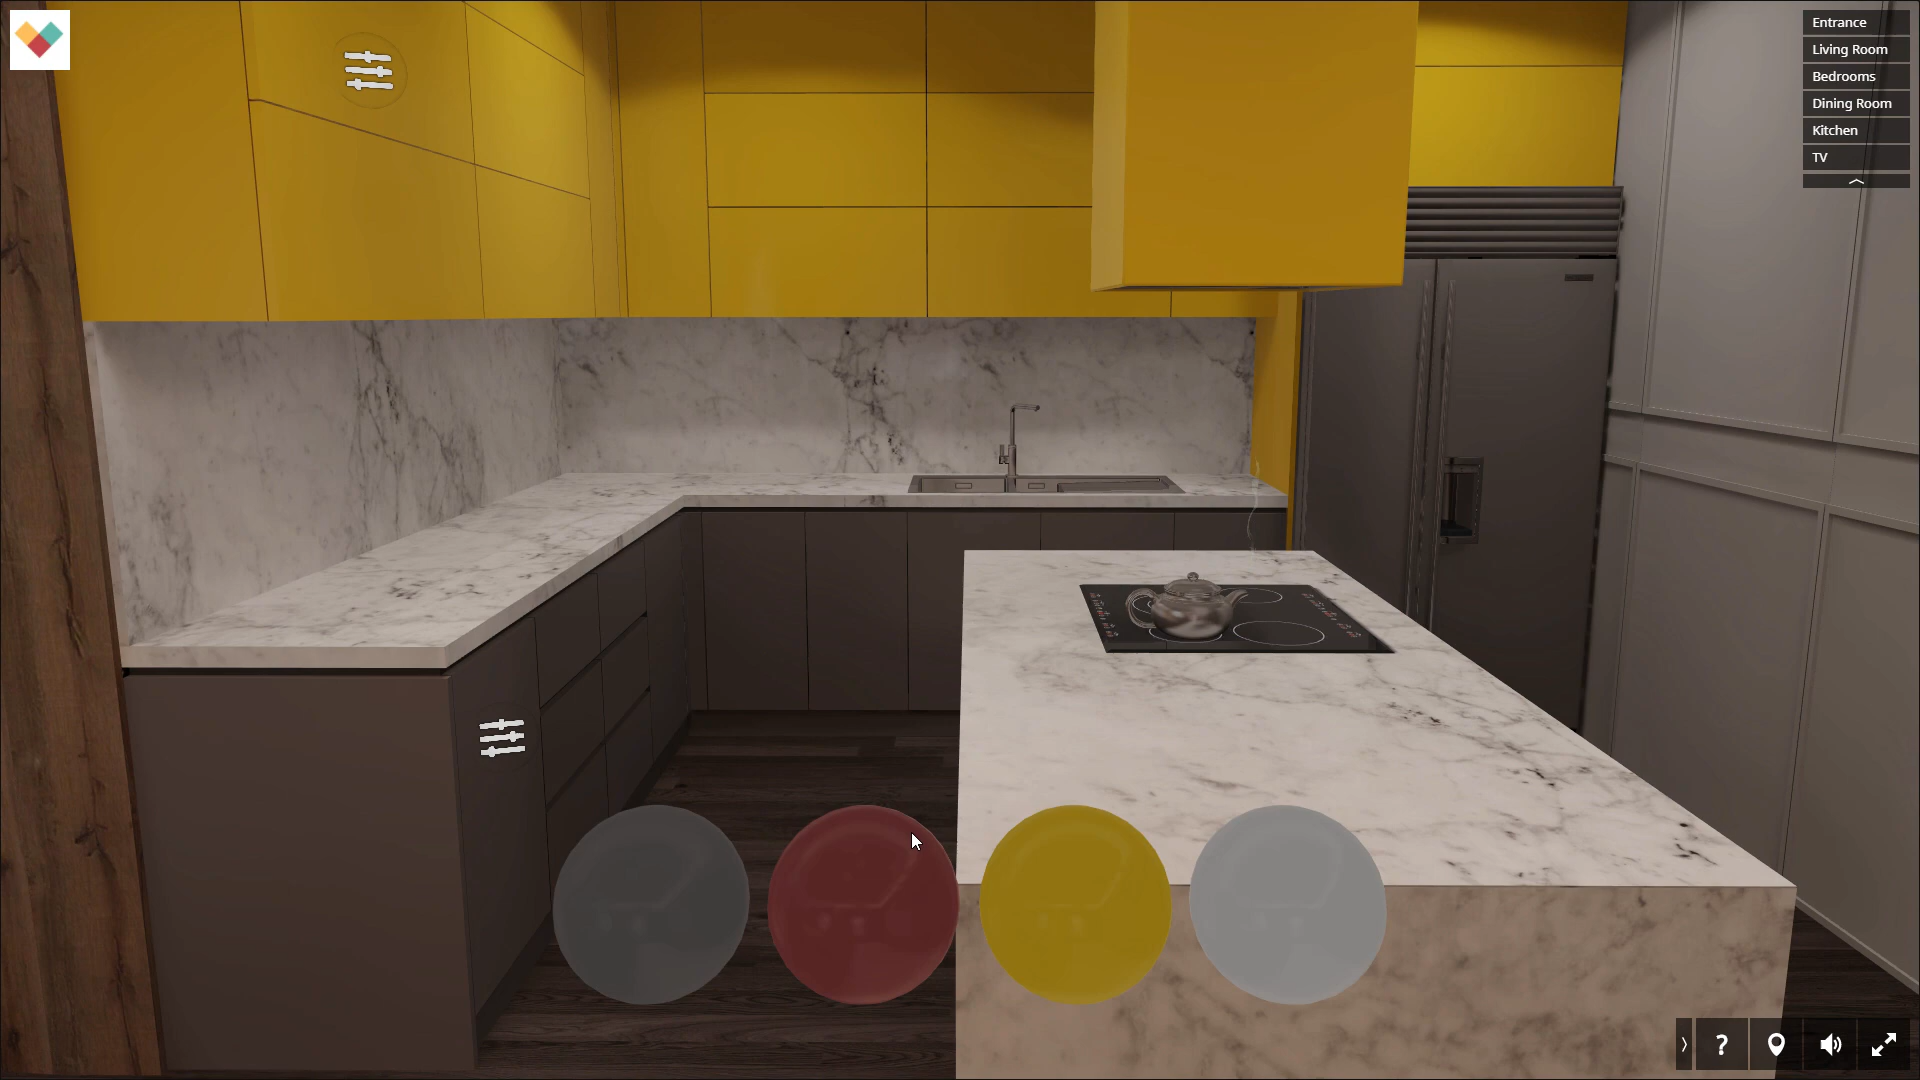 Entrance
Living Room
Bedrooms
Dining Room
Kitchen
TV
?